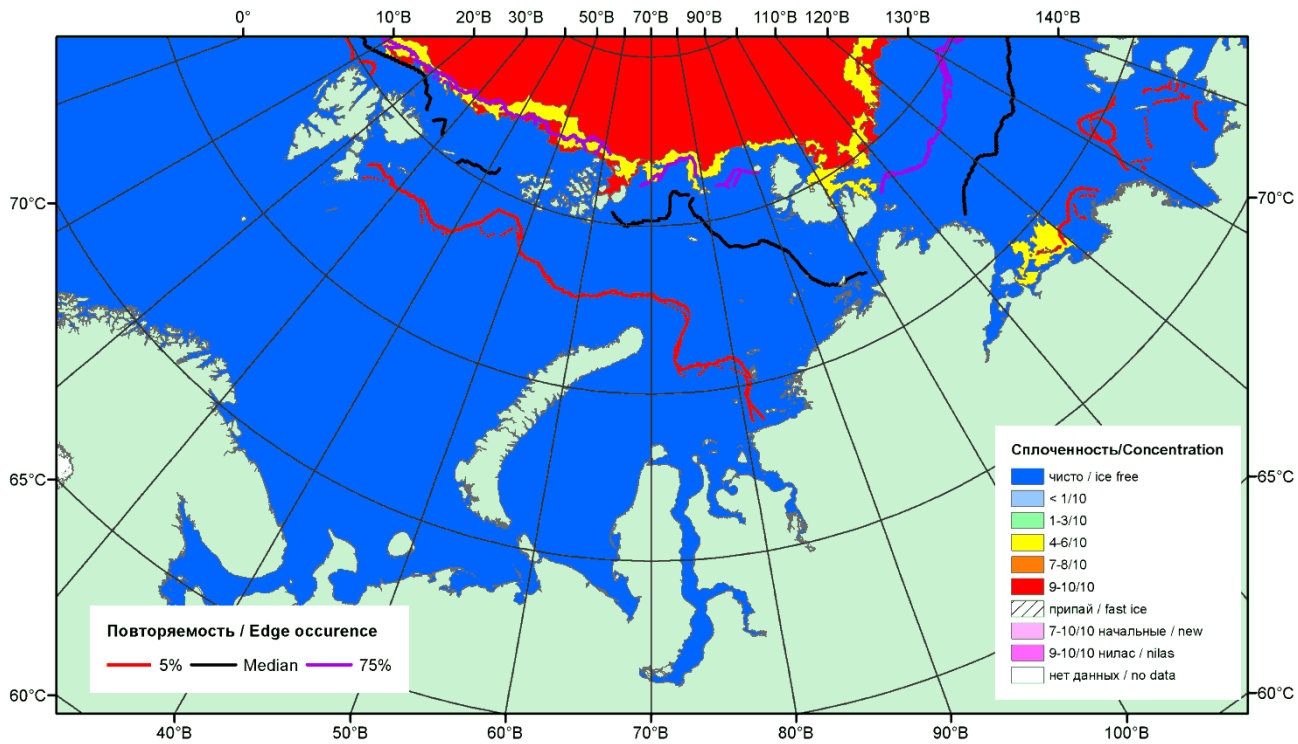 0° 10°В 20°В 30°В 50°В 70°В 90°В 110°В 120°В 130°В 140°В
70°С 70°С
65°С 65°С
60°С 60°С
Сплоченность/Concentration
чисто / ice free
< 1/10
1-3/10
4-6/10
7-8/10
9-10/10
припай / fast ice
7-10/10 начальные / new
9-10/10 нилас / nilas
нет данных / no data
Повторяемость / Edge occurence
5% Median 75%
40°В 50°В 60°В 70°В 80°В 90°В 100°В